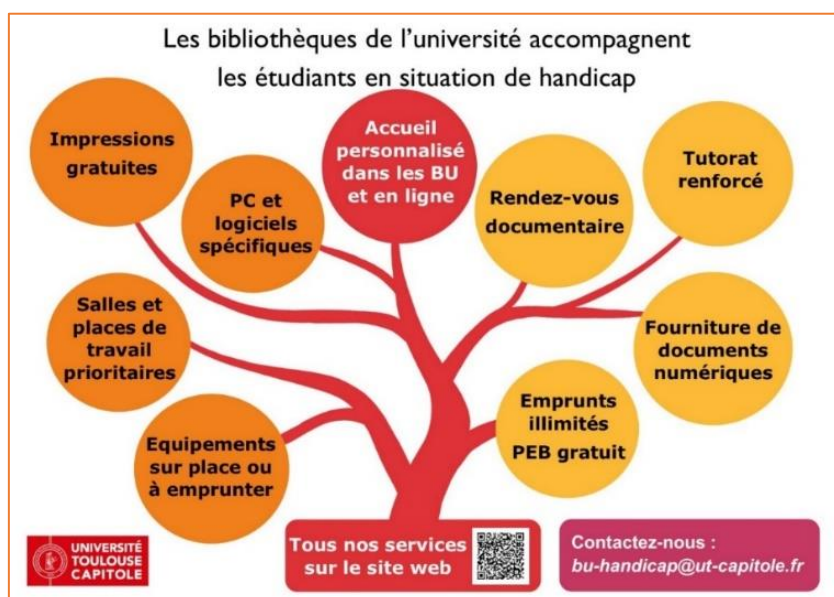 Les bibliothèques de l’université accompagnent
les étudiants en situation de handicap
Impressions
gratuites
PC et
logiciels
spécifiques
Accueil
personnalisé
dans les BU
et en ligne
Rendez-vous
documentaire
Tutorat
renforcé
Salles et
places de
travail
prioritaires
Fourniture de
documents
numériques
Equipements
sur place ou
à emprunter
Emprunts
illimités
PEB gratuit
UNIVERSITÉ
TOULOUSE
CAPITOLE
Tous nos services
sur le site web
Contactez-nous :
bu-handicap@ut-capitole.fr